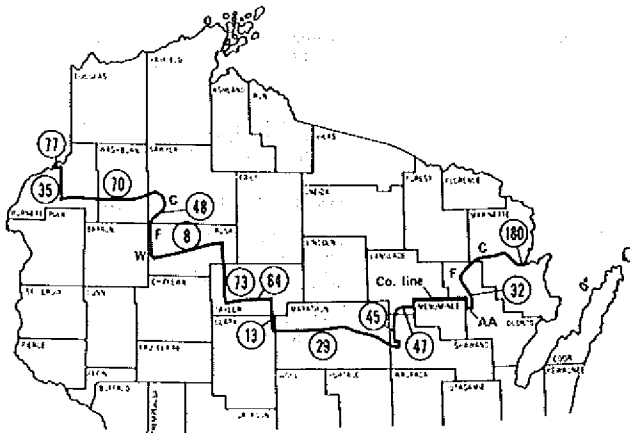 DOUGLAS
BAYFIELD
ASHLAND
IRON
VILAS
77
WASHBURN
SAWYER
FOREST
FLORENCE
35
70
ONEIDA
MARINETTE
G
48
180
BURNETT
POLK
BARRON
F
8
RUSK
LINCOLN
LANGLADE
C
W
F
Co. line
32
CHIPPEWA
73
64
ST. CROIX
DUNN
TAYLOR
MARATHON
MENOMINEE
45
AA
OCONTO
CLARK
13
29
47
SHAWANO
DOOR
PIERCE
EAU CLAIRE
KEWAUNEE
PEPIN
WOOD
PORTAGE
WAUPACA
BUFFALO
OUTAGAMIE
JACKSON